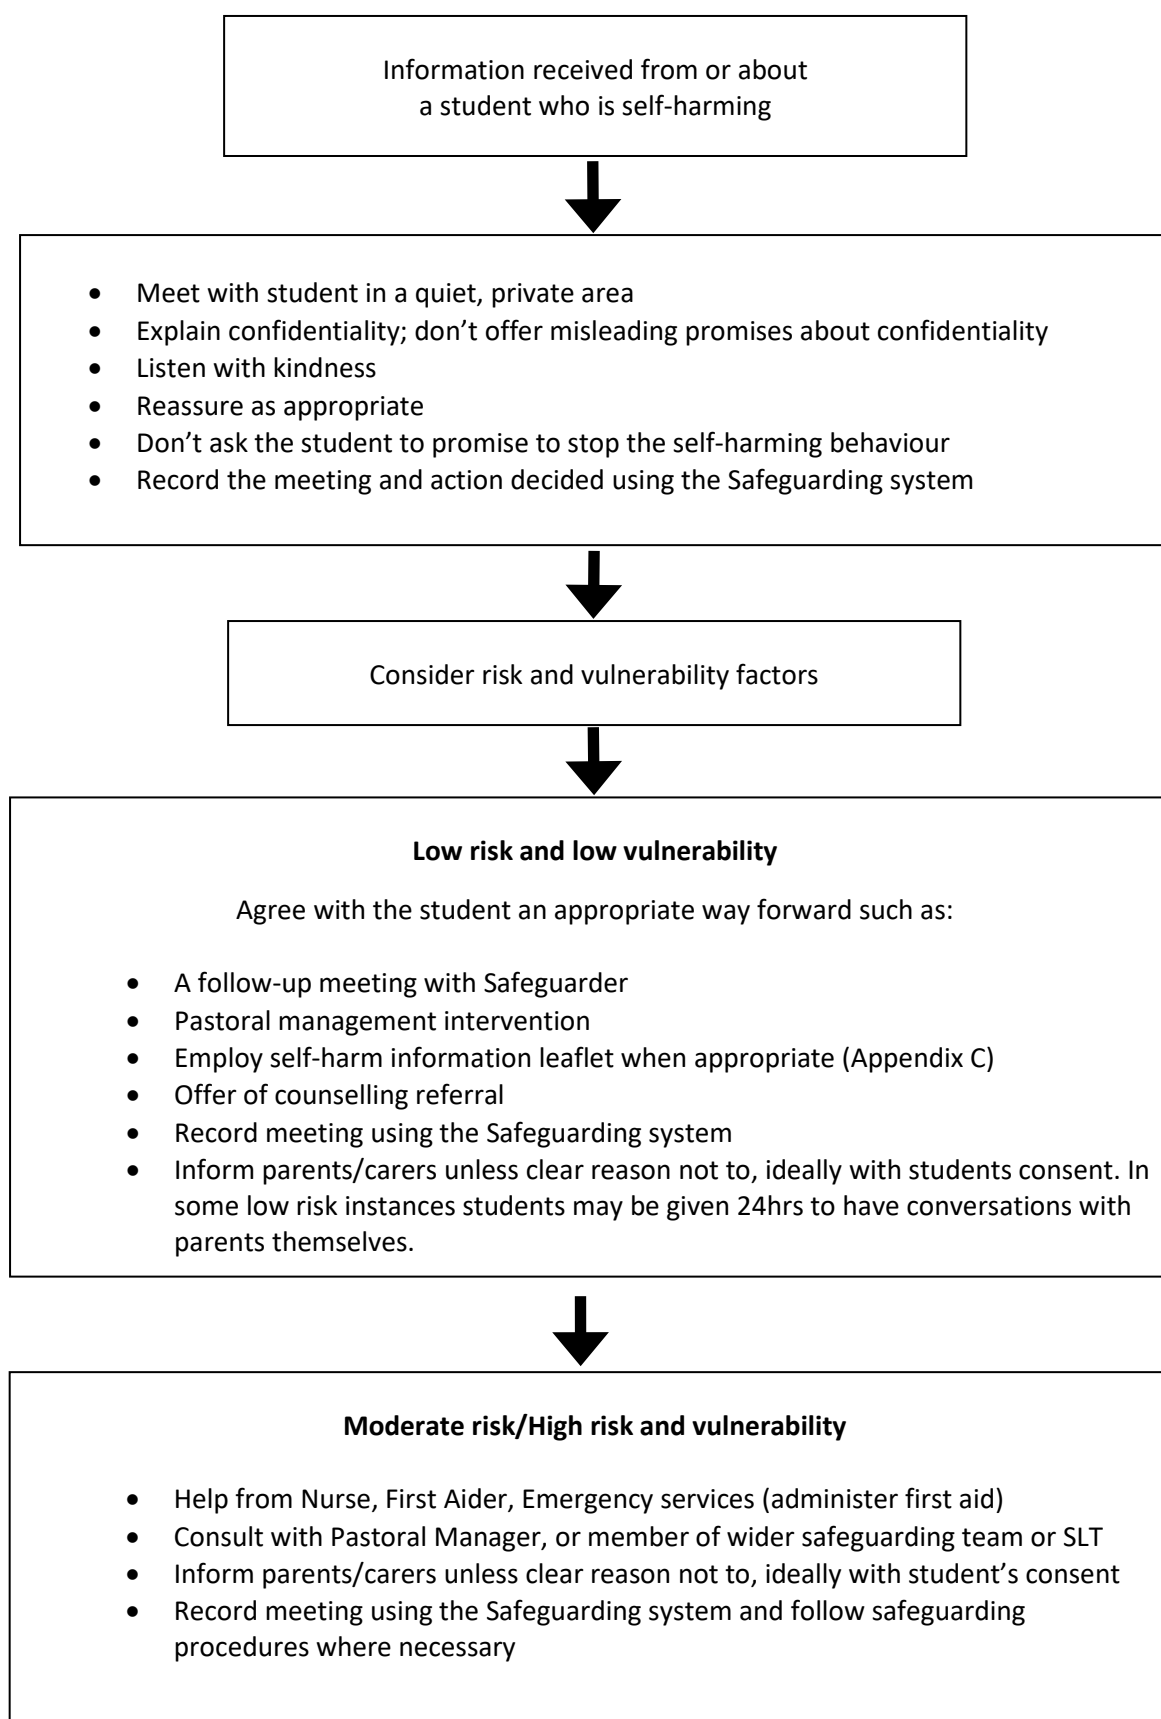 Information received from or about
a student who is self-harming
• Meet with student in a quiet, private area
• Explain confidentiality; don’t offer misleading promises about confidentiality
• Listen with kindness
• Reassure as appropriate
• Don’t ask the student to promise to stop the self-harming behaviour
• Record the meeting and action decided using the Safeguarding system
Consider risk and vulnerability factors
Low risk and low vulnerability
Agree with the student an appropriate way forward such as:
• A follow-up meeting with Safeguarder
• Pastoral management intervention
• Employ self-harm information leaflet when appropriate (Appendix C)
• Offer of counselling referral
• Record meeting using the Safeguarding system
• Inform parents/carers unless clear reason not to, ideally with students consent. In
some low risk instances students may be given 24hrs to have conversations with
parents themselves.
Moderate risk/High risk and vulnerability
• Help from Nurse, First Aider, Emergency services (administer first aid)
• Consult with Pastoral Manager, or member of wider safeguarding team or SLT
• Inform parents/carers unless clear reason not to, ideally with student’s consent
• Record meeting using the Safeguarding system and follow safeguarding
procedures where necessary